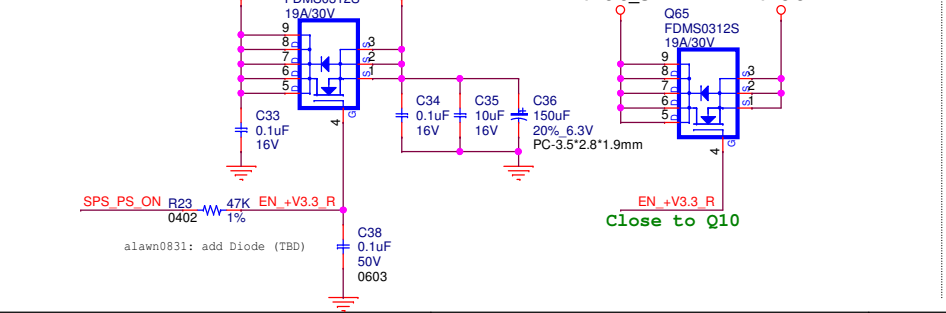 FDMS0312S
19A/30V
9
8
7
6
5
D
D
D
D
D
S
S
S
3
2
1
4
G
C33
0.1uF
16V
C34
0.1uF
16V
C35
10uF
16V
C36
150uF
20%_6.3V
PC-3.5*2.8*1.9mm
SPS_PS_ON
R23
0402
47K
1%
EN_+V3.3_R
alawn0831: add Diode (TBD)
C38
0.1uF
50V
0603
Q65
FDMS0312S
19A/30V
9
8
7
6
5
D
D
D
D
D
S
S
S
3
2
1
4
G
EN_+V3.3_R
Close to Q10